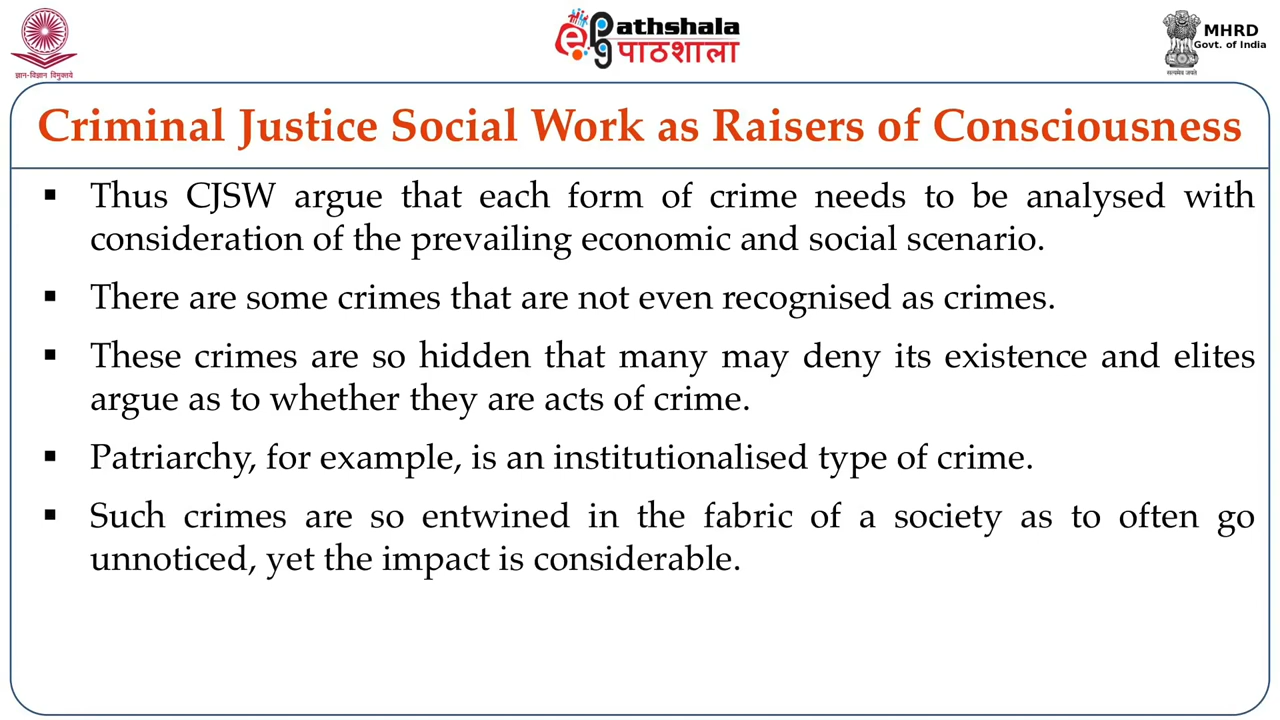 ज्ञान-विज्ञान विमुक्तये
ePathshala
पाठशाला
MHRD
Govt. of India
सत्यमेव जयते
Criminal Justice Social Work as Raisers of Consciousness
▪ Thus CJSW argue that each form of crime needs to be analysed with
consideration of the prevailing economic and social scenario.
▪ There are some crimes that are not even recognised as crimes.
▪ These crimes are so hidden that many may deny its existence and elites
argue as to whether they are acts of crime.
▪ Patriarchy, for example, is an institutionalised type of crime.
▪ Such crimes are so entwined in the fabric of a society as to often go
unnoticed, yet the impact is considerable.